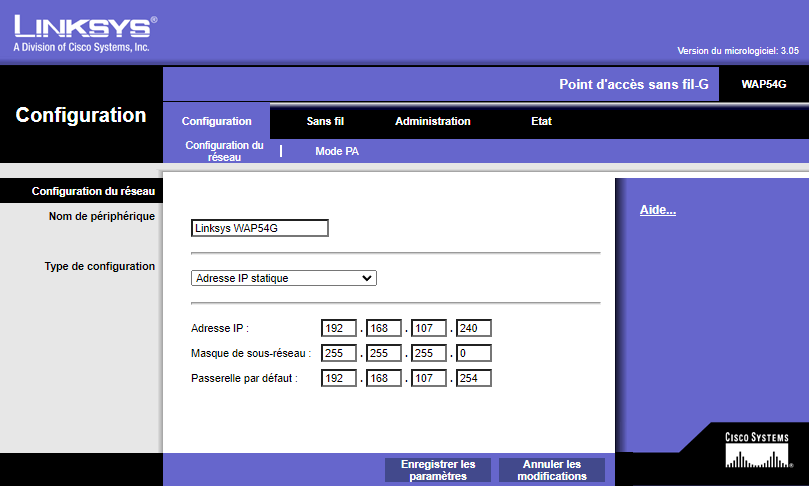 LINKSYS®
A Division of Cisco Systems, Inc.
Version du micrologiciel: 3.05
Point d'accès sans fil-G WAP54G
Configuration
Configuration Sans fil Administration Etat
Configuration du
réseau
Mode PA
Configuration du réseau
Nom de périphérique
Linksys WAP54G
Aide...
Type de configuration
Adresse IP statique
Adresse IP : 192 . 168 . 107 . 240
Masque de sous-réseau : 255 . 255 . 255 . 0
Passerelle par défaut : 192 . 168 . 107 . 254
CISCO SYSTEMS
Enregistrer les
paramètres
Annuler les
modifications